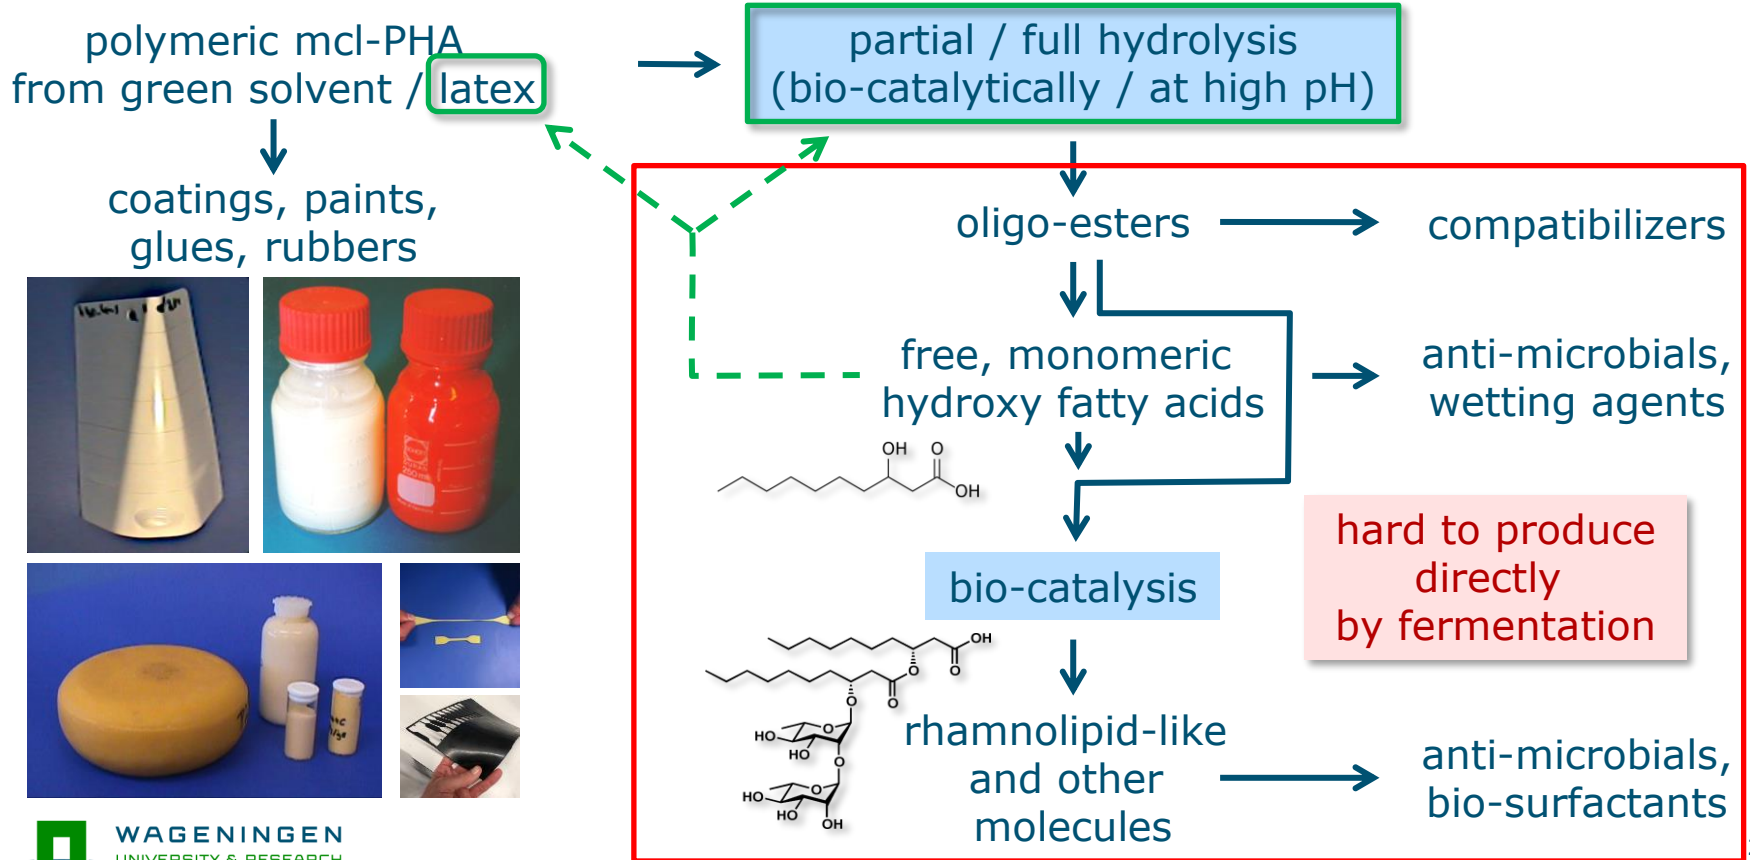 polymeric mcl-PHA
from green solvent / latex
partial / full hydrolysis
(bio-catalytically / at high pH)
coatings, paints,
glues, rubbers
oligo-esters
compatibilizers
free, monomeric
hydroxy fatty acids
anti-microbials,
wetting agents
OH
O
OH
hard to produce
directly
by fermentation
bio-catalysis
OH
O
O
O
O
O
HO
HO
O
O
HO
HO
OH
rhamnolipid-like
and other
molecules
anti-microbials,
bio-surfactants
WAGENINGEN
UNIVERSITY & RESEARCH